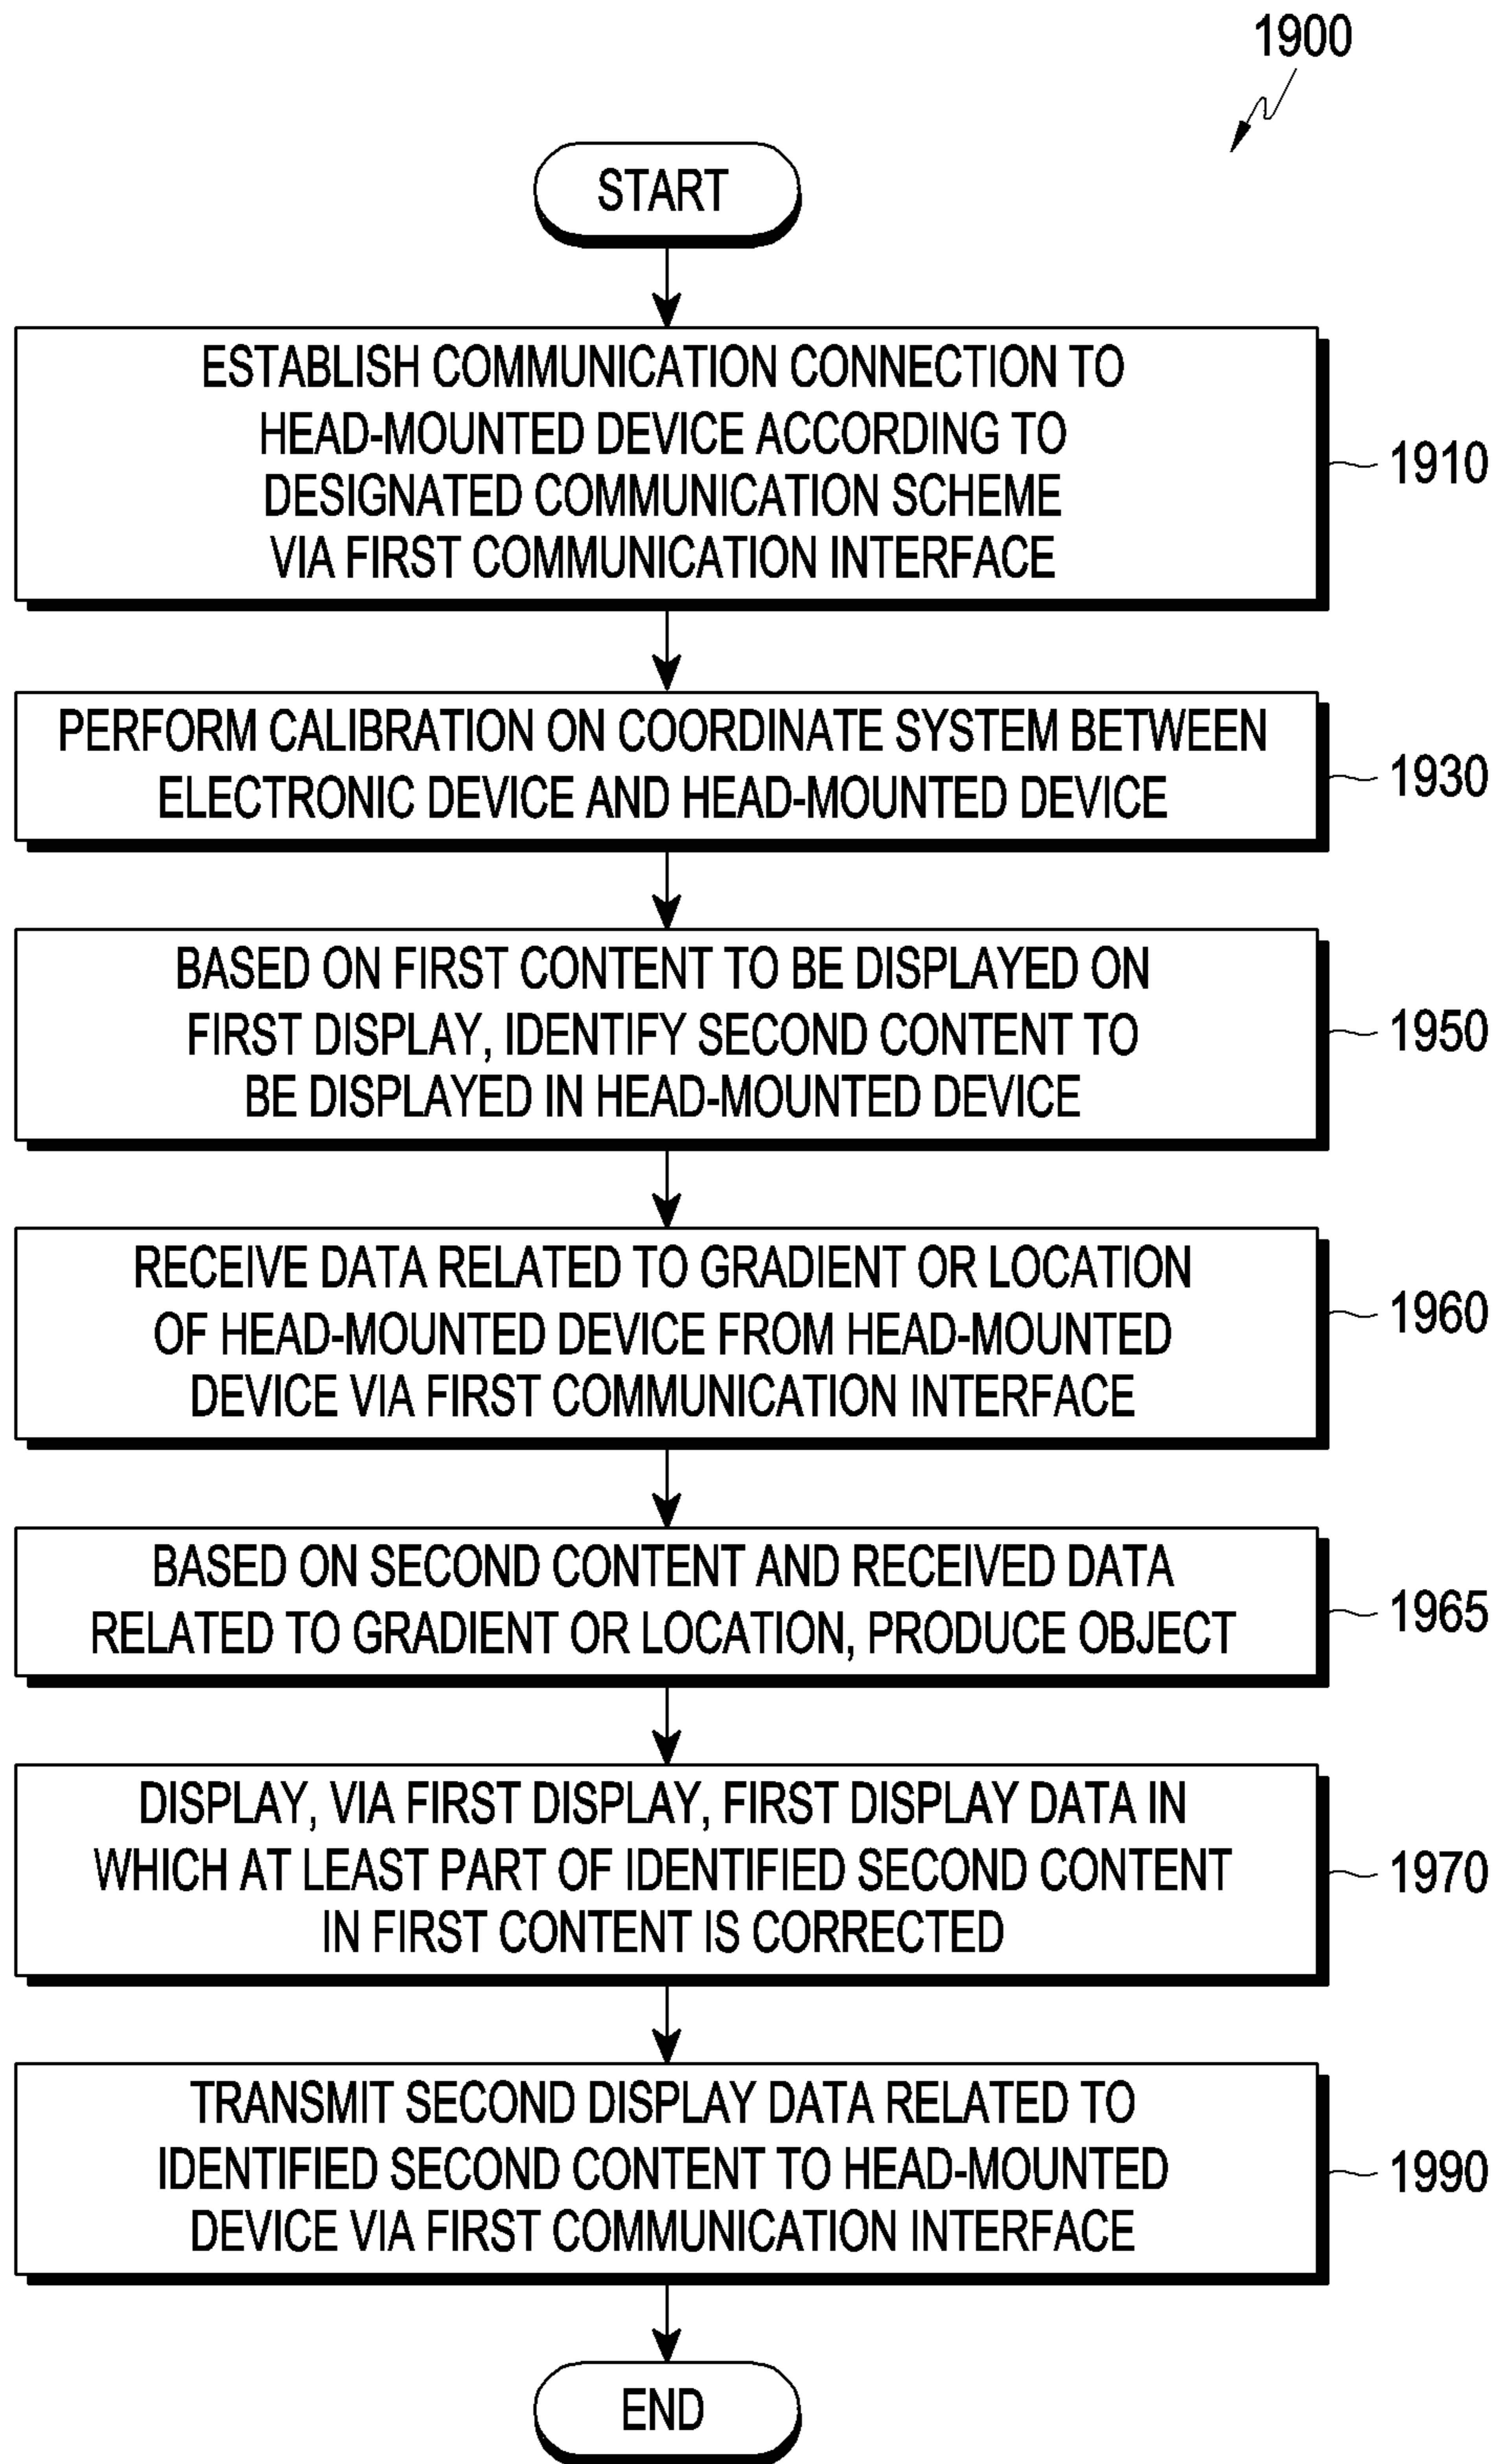 1900
START
ESTABLISH COMMUNICATION CONNECTION TO
HEAD-MOUNTED DEVICE ACCORDING TO
DESIGNATED COMMUNICATION SCHEME
VIA FIRST COMMUNICATION INTERFACE
1910
PERFORM CALIBRATION ON COORDINATE SYSTEM BETWEEN
ELECTRONIC DEVICE AND HEAD-MOUNTED DEVICE
1930
BASED ON FIRST CONTENT TO BE DISPLAYED ON
FIRST DISPLAY, IDENTIFY SECOND CONTENT TO
BE DISPLAYED IN HEAD-MOUNTED DEVICE
1950
RECEIVE DATA RELATED TO GRADIENT OR LOCATION
OF HEAD-MOUNTED DEVICE FROM HEAD-MOUNTED
DEVICE VIA FIRST COMMUNICATION INTERFACE
1960
BASED ON SECOND CONTENT AND RECEIVED DATA
RELATED TO GRADIENT OR LOCATION, PRODUCE OBJECT
1965
DISPLAY, VIA FIRST DISPLAY, FIRST DISPLAY DATA IN
WHICH AT LEAST PART OF IDENTIFIED SECOND CONTENT
IN FIRST CONTENT IS CORRECTED
1970
TRANSMIT SECOND DISPLAY DATA RELATED TO
IDENTIFIED SECOND CONTENT TO HEAD-MOUNTED
DEVICE VIA FIRST COMMUNICATION INTERFACE
1990
END